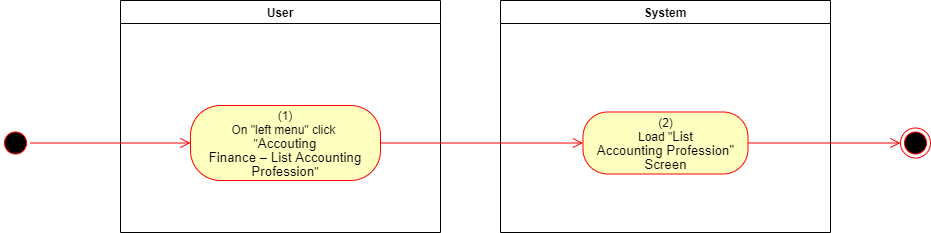 User
System
(1)
On "left menu" click
"Accouting
Finance – List Accounting
Profession"
(2)
Load "List
Accounting Profession"
Screen